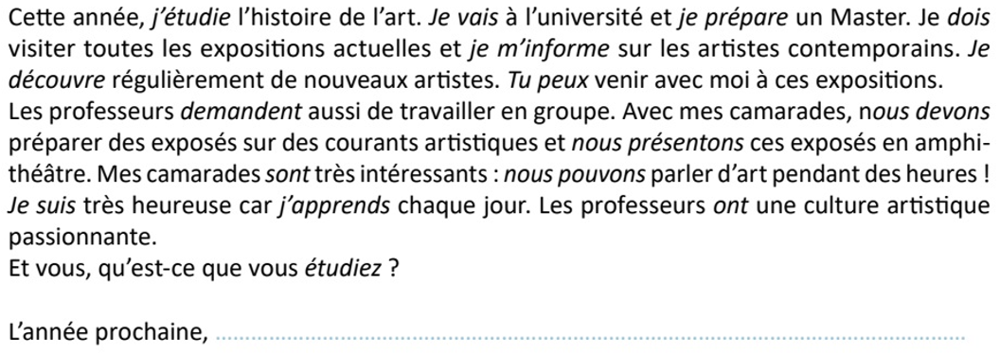 Cette année, j’étudie l’histoire de l’art. Je vais à l’université et je prépare un Master. Je dois
visiter toutes les expositions actuelles et je m’informe sur les artistes contemporains. Je
découvre régulièrement de nouveaux artistes. Tu peux venir avec moi à ces expositions.
Les professeurs demandent aussi de travailler en groupe. Avec mes camarades, nous devons
préparer des exposés sur des courants artistiques et nous présentons ces exposés en amphi-
théâtre. Mes camarades sont très intéressants : nous pouvons parler d’art pendant des heures !
Je suis très heureuse car j’apprends chaque jour. Les professeurs ont une culture artistique
passionnante.
Et vous, qu’est-ce que vous étudiez ?
L’année prochaine, ........................................................................................................